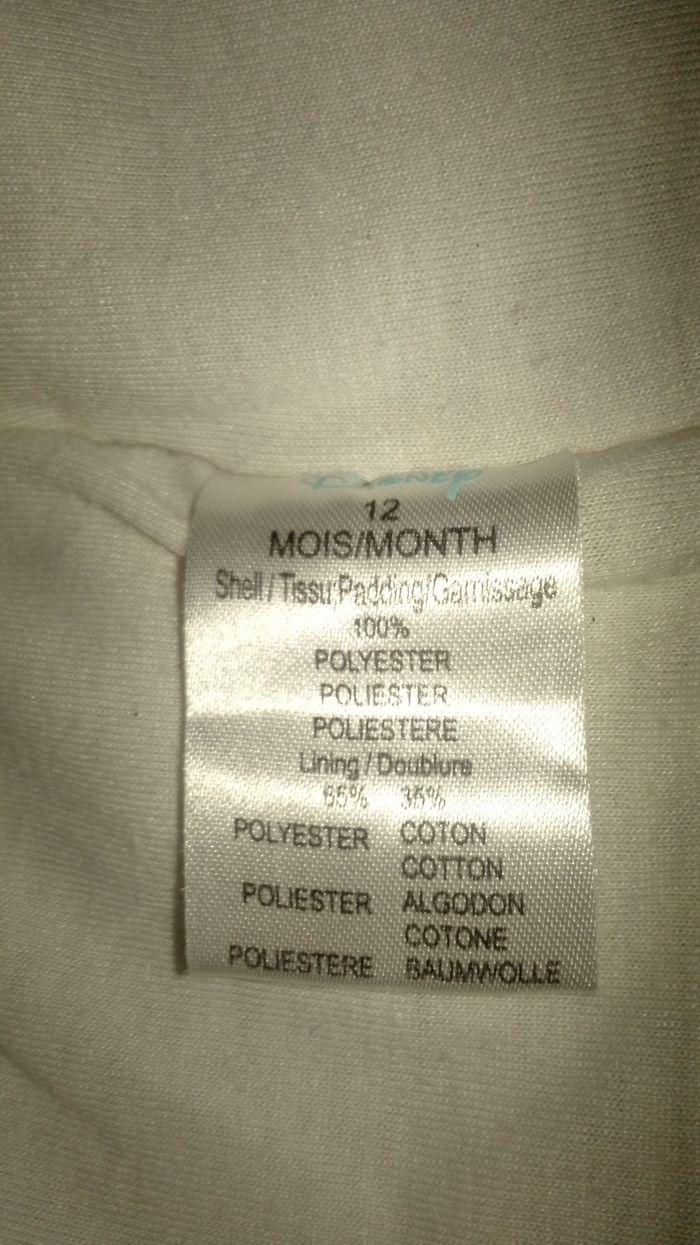 Disney
12
MOIS/MONTH
Shell / Tissu:Padding/Garnissage
100%
POLYESTER
POLIESTER
POLIESTERE
Lining / Doublure
65% 35%
POLYESTER COTON
COTTON
POLIESTER ALGODON
COTONE
POLIESTERE BAUMWOLLE